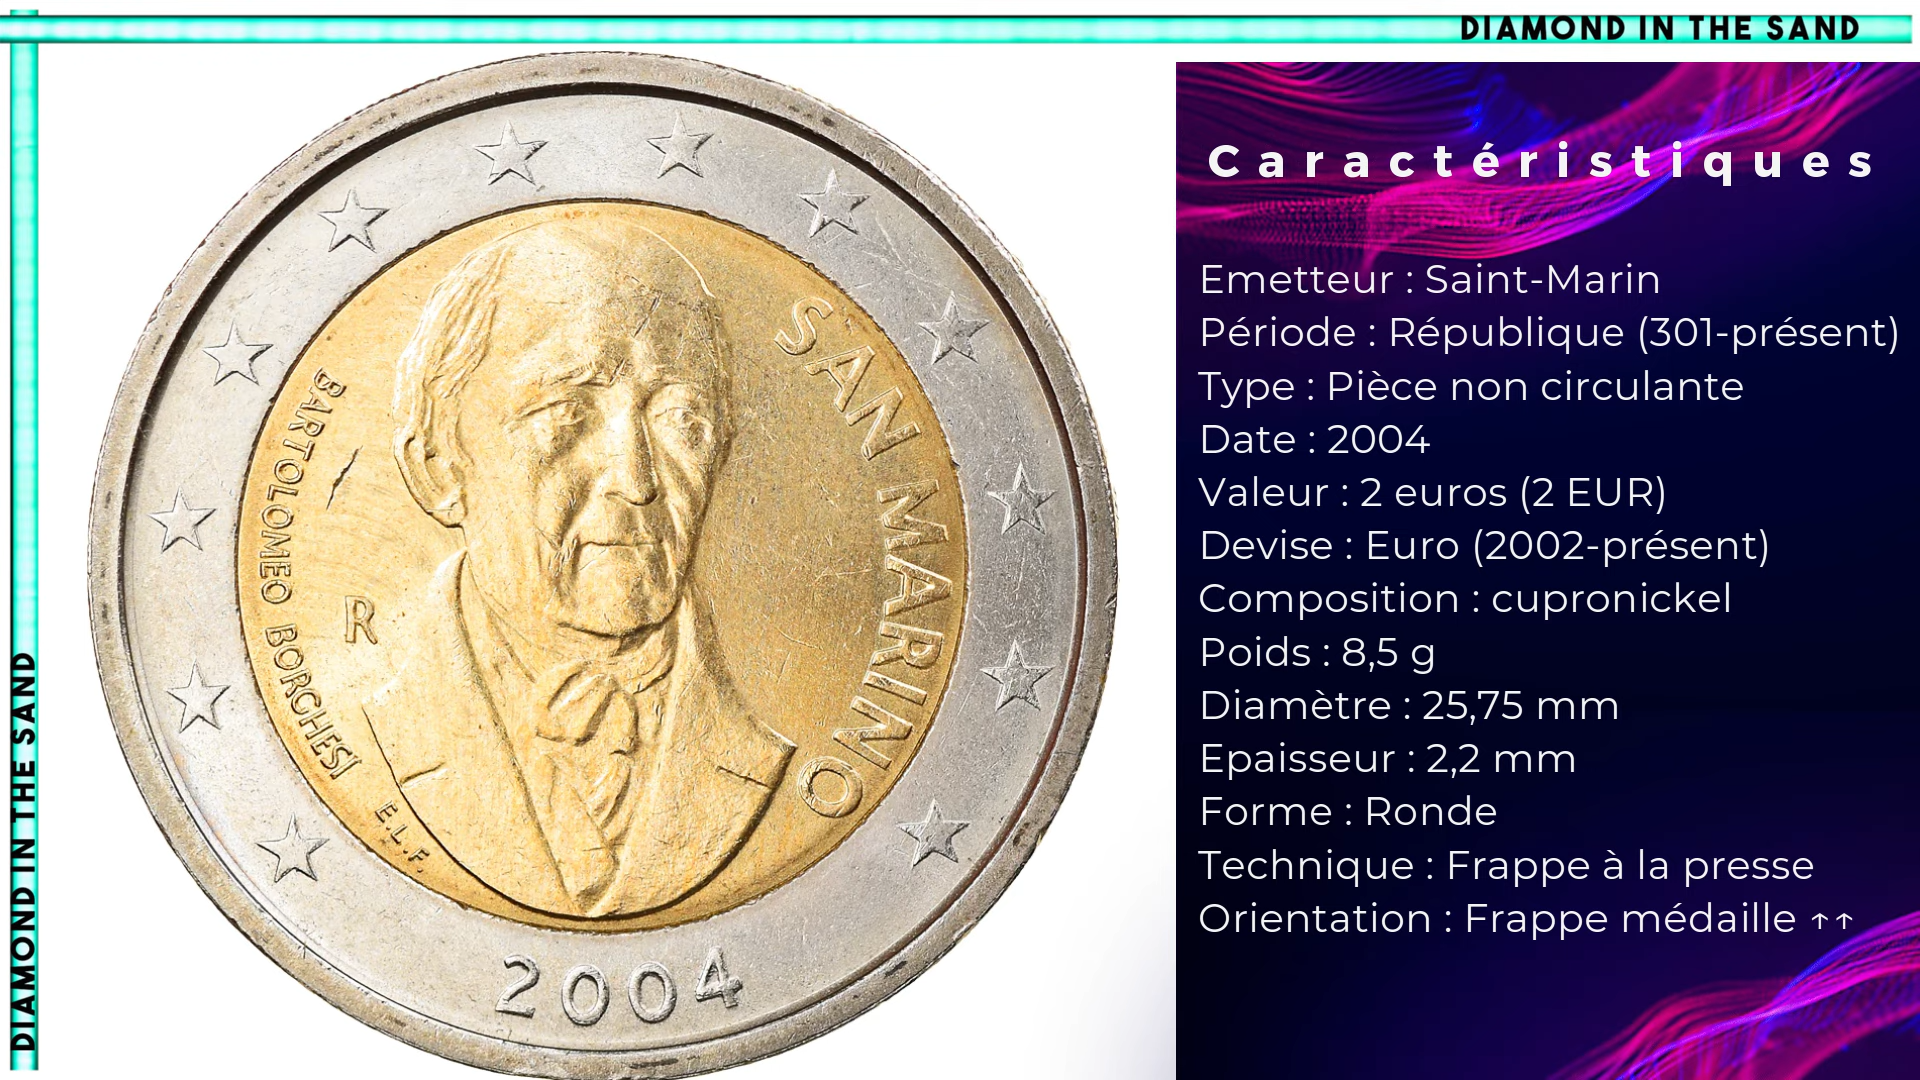 DIAMOND IN THE SAND
DIAMOND IN THE SAND
BARTOLOMEO BORGHESI
R
E.L.F.
SAN MARINO
2004
Caractéristiques
Emetteur : Saint-Marin
Période : République (301-présent)
Type : Pièce non circulante
Date : 2004
Valeur : 2 euros (2 EUR)
Devise : Euro (2002-présent)
Composition : cupronickel
Poids : 8,5 g
Diamètre : 25,75 mm
Epaisseur : 2,2 mm
Forme : Ronde
Technique : Frappe à la presse
Orientation : Frappe médaille ↑↑